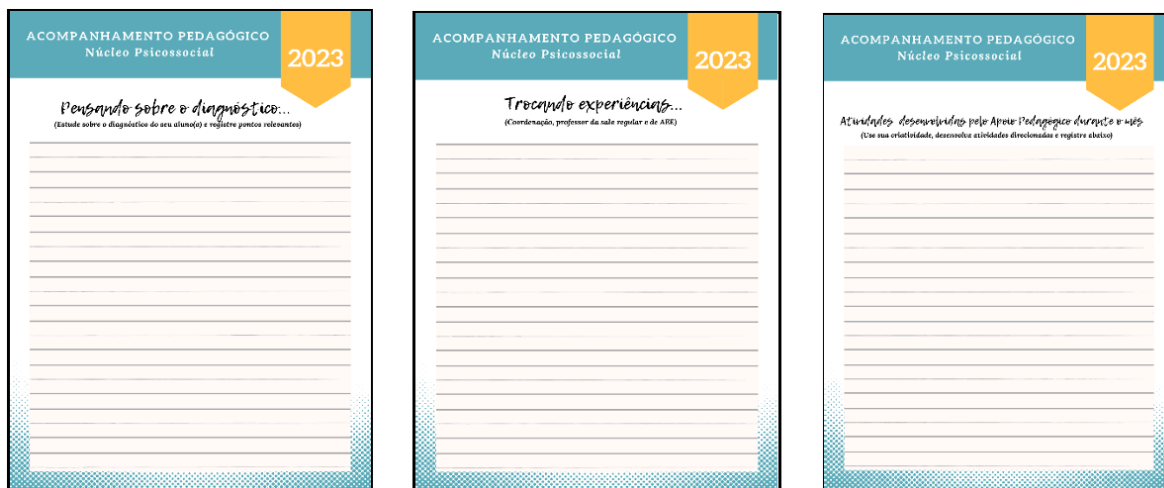 ACOMPANHAMENTO PEDAGÓGICO
Núcleo Psicossocial
2023
Pensando sobre o diagnóstico...
(Estude sobre o diagnóstico do seu aluno(a) e registre pontos relevantes)
ACOMPANHAMENTO PEDAGÓGICO
Núcleo Psicossocial
2023
Trocando experiências...
(Coordenação, professor da sala regular e de AEE)
ACOMPANHAMENTO PEDAGÓGICO
Núcleo Psicossocial
2023
Atividades desenvolvidas pelo Apoio Pedagógico durante o mês
(Use sua criatividade, desenvolva atividades direcionadas e registre abaixo)